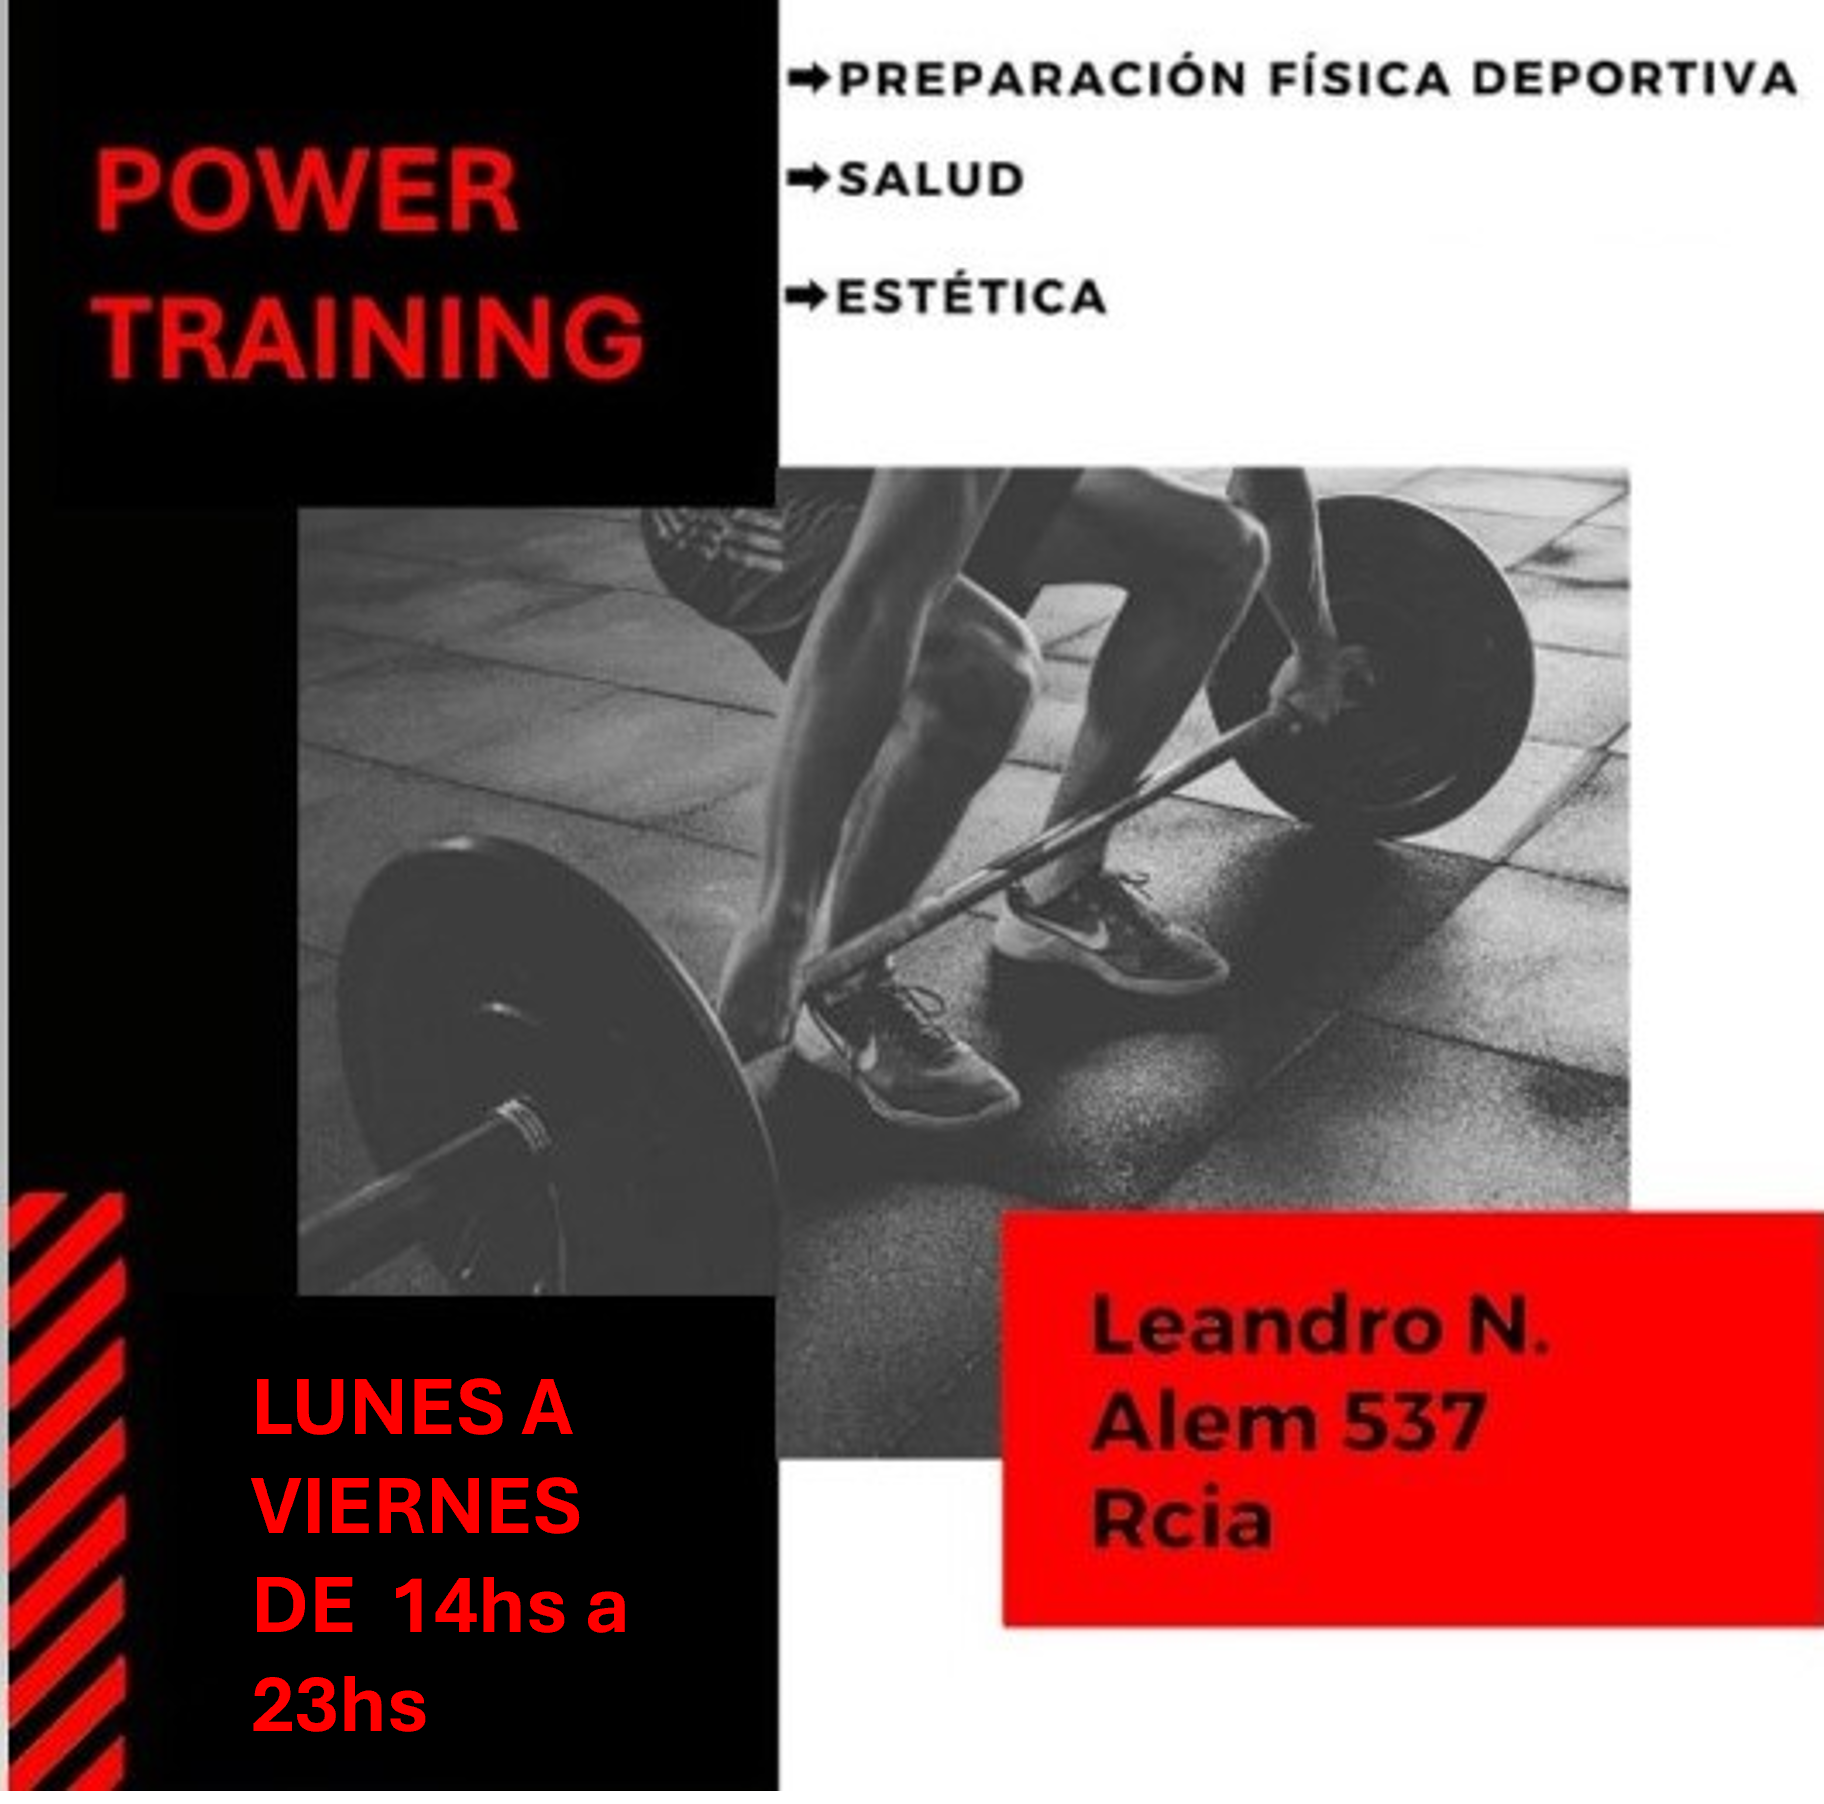 POWER
TRAINING
➡PREPARACIÓN FÍSICA DEPORTIVA
➡SALUD
➡ESTÉTICA
LUNES A
VIERNES
DE 14hs a
23hs
Leandro N.
Alem 537
Rcia